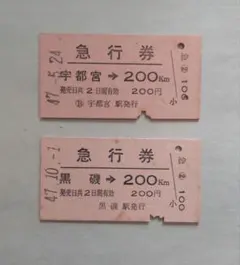 47.-5.24
急行券
宇都宮→200Km
発売日共2日間有効 200円
宇都宮駅発行
小
47.10.-1
急行券
黒磯→200Km
発売日共2日間有効 200円
黒磯駅発行
小